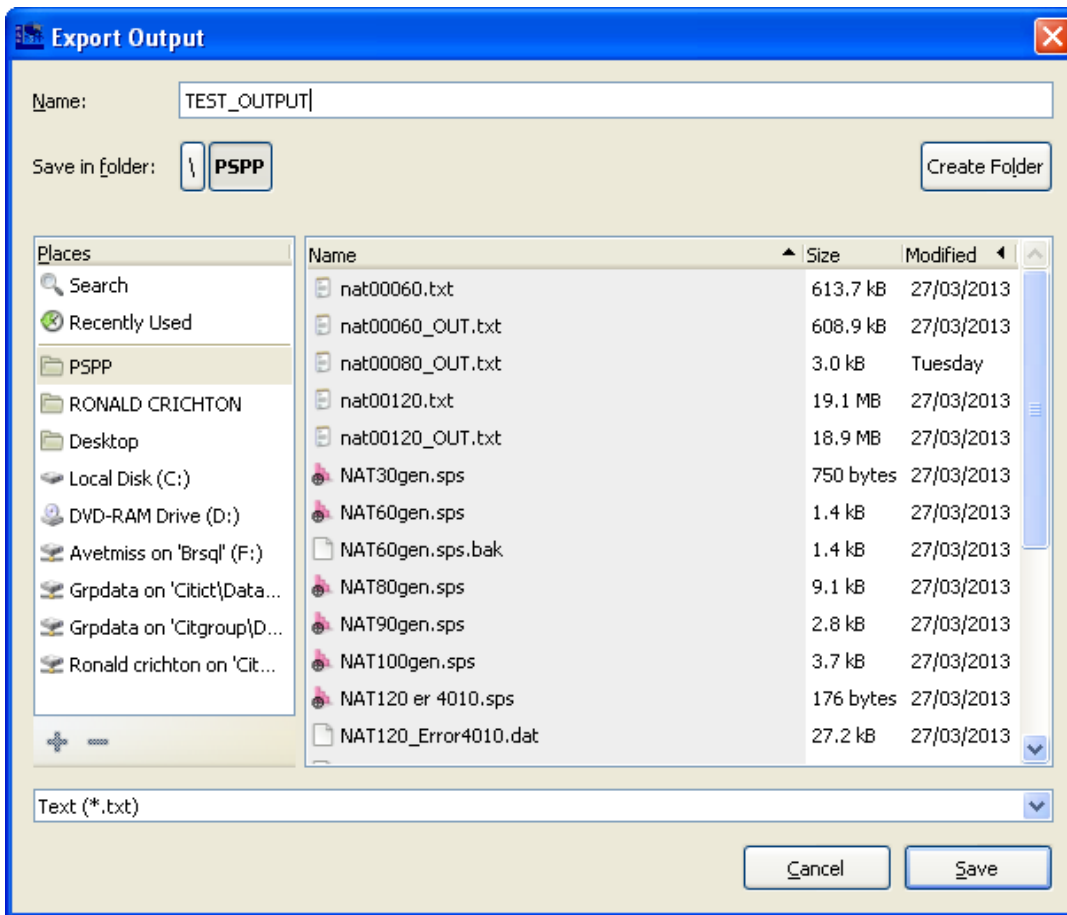 Export Output
Name: TEST_OUTPUT
Save in folder: \ PSPP Create Folder
Places
Search
Recently Used
PSPP
RONALD CRICHTON
Desktop
Local Disk (C:)
DVD-RAM Drive (D:)
Avetmiss on 'Brsql' (F:)
Grpdata on 'Citict\Data...
Grpdata on 'Citgroup\D...
Ronald crichton on 'Cit...
Name Size Modified
nat00060.txt 613.7 kB 27/03/2013
nat00060_OUT.txt 608.9 kB 27/03/2013
nat00080_OUT.txt 3.0 kB Tuesday
nat00120.txt 19.1 MB 27/03/2013
nat00120_OUT.txt 18.9 MB 27/03/2013
NAT30gen.sps 750 bytes 27/03/2013
NAT60gen.sps 1.4 kB 27/03/2013
NAT60gen.sps.bak 1.4 kB 27/03/2013
NAT80gen.sps 9.1 kB 27/03/2013
NAT90gen.sps 2.8 kB 27/03/2013
NAT100gen.sps 3.7 kB 27/03/2013
NAT120 er 4010.sps 176 bytes 27/03/2013
NAT120_Error4010.dat 27.2 kB 27/03/2013
Text (*.txt)
Cancel Save